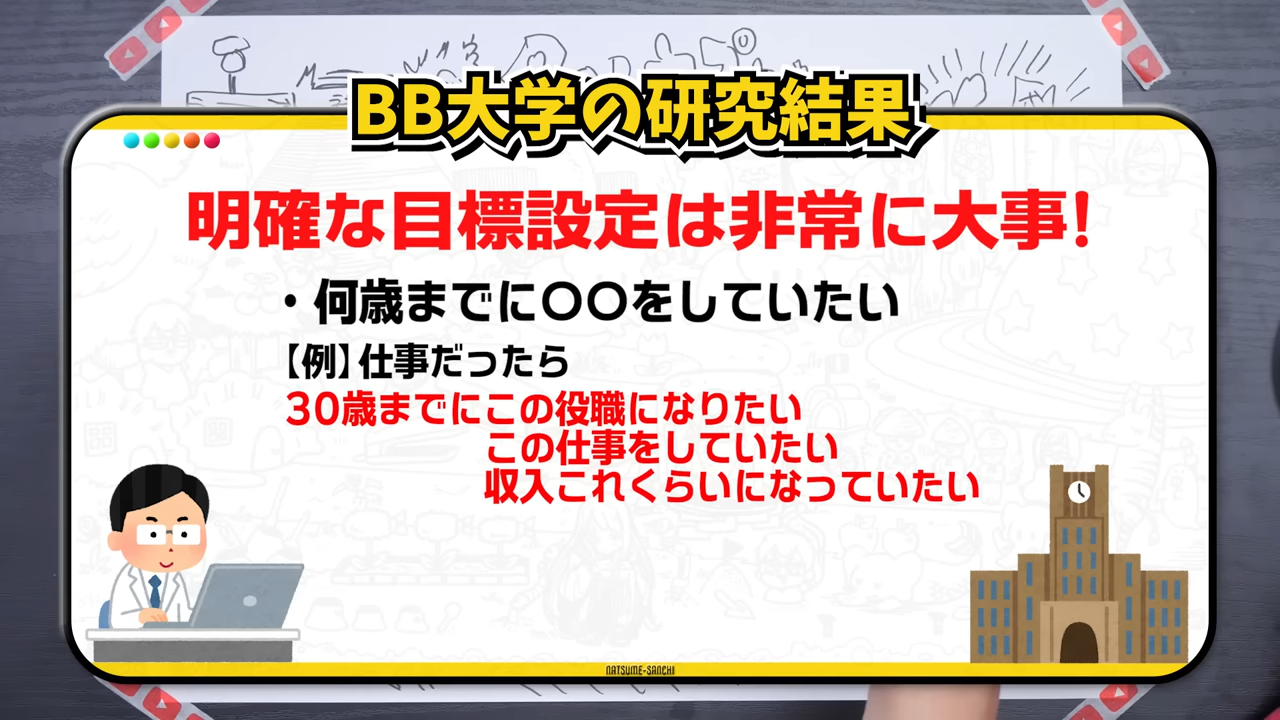 BB大学の研究結果
明確な目標設定は非常に大事!
・何歳までに〇〇をしていたい
【例】仕事だったら
30歳までにこの役職になりたい
この仕事をしていたい
収入これくらいになっていたい
NATSUME-SANCHI